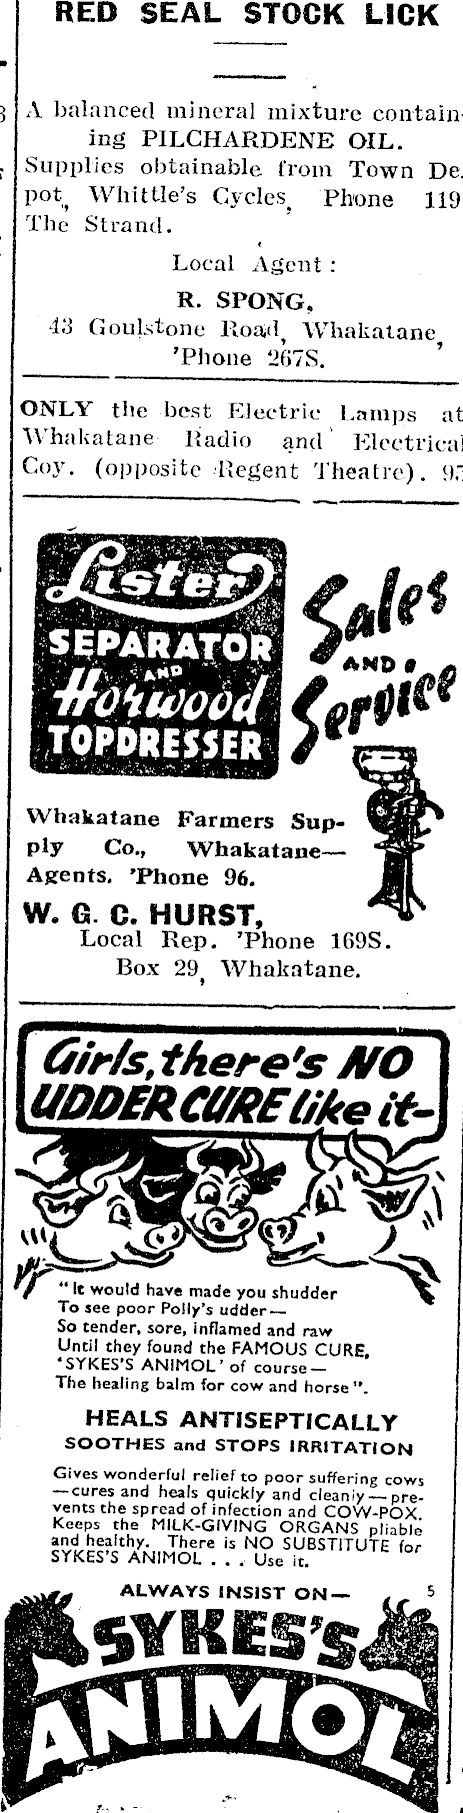 RED SEAL STOCK LICK
A balanced mineral mixture contain-
ing PILCHARDENE OIL.
Supplies obtainable from Town De-
pot, Whittle's Cycles, Phone 119
The Strand.
Local Agent :
R. SPONG,
43 Goulstone Road, Whakatane,
'Phone 267S.
ONLY the best Electric Lamps at
Whakatane Radio and Electrical
Coy. (opposite Regent Theatre).
Lister
SEPARATOR
AND
Horwood
TOPDRESSER
Sales
AND
Service
Whakatane Farmers Sup-
ply Co., Whakatane—
Agents. 'Phone 96.
W. G. C. HURST,
Local Rep. 'Phone 169S.
Box 29, Whakatane.
Girls, there's NO
UDDER CURE like it-
"It would have made you shudder
To see poor Polly's udder—
So tender, sore, inflamed and raw
Until they found the FAMOUS CURE,
'SYKES'S ANIMOL' of course—
The healing balm for cow and horse".
HEALS ANTISEPTICALLY
SOOTHES and STOPS IRRITATION
Gives wonderful relief to poor suffering cows
—cures and heals quickly and cleanly—pre-
vents the spread of infection and COW-POX.
Keeps the MILK-GIVING ORGANS pliable
and healthy. There is NO SUBSTITUTE for
SYKES'S ANIMOL . . . Use it.
ALWAYS INSIST ON— 5
SYKES'S
ANIMOL